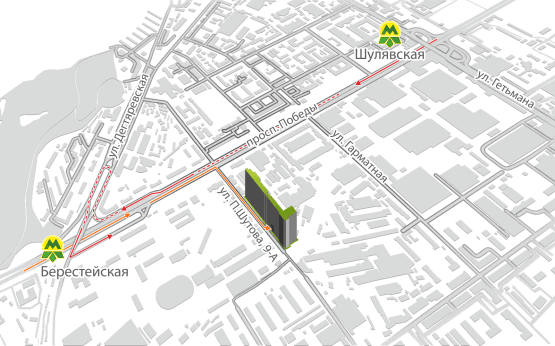 М
Шулявская
ул. Гетьмана
ул. Дегтяревская
просп. Победы
ул. Гарматная
ул. П.Шутова, 9-А
М
Берестейская